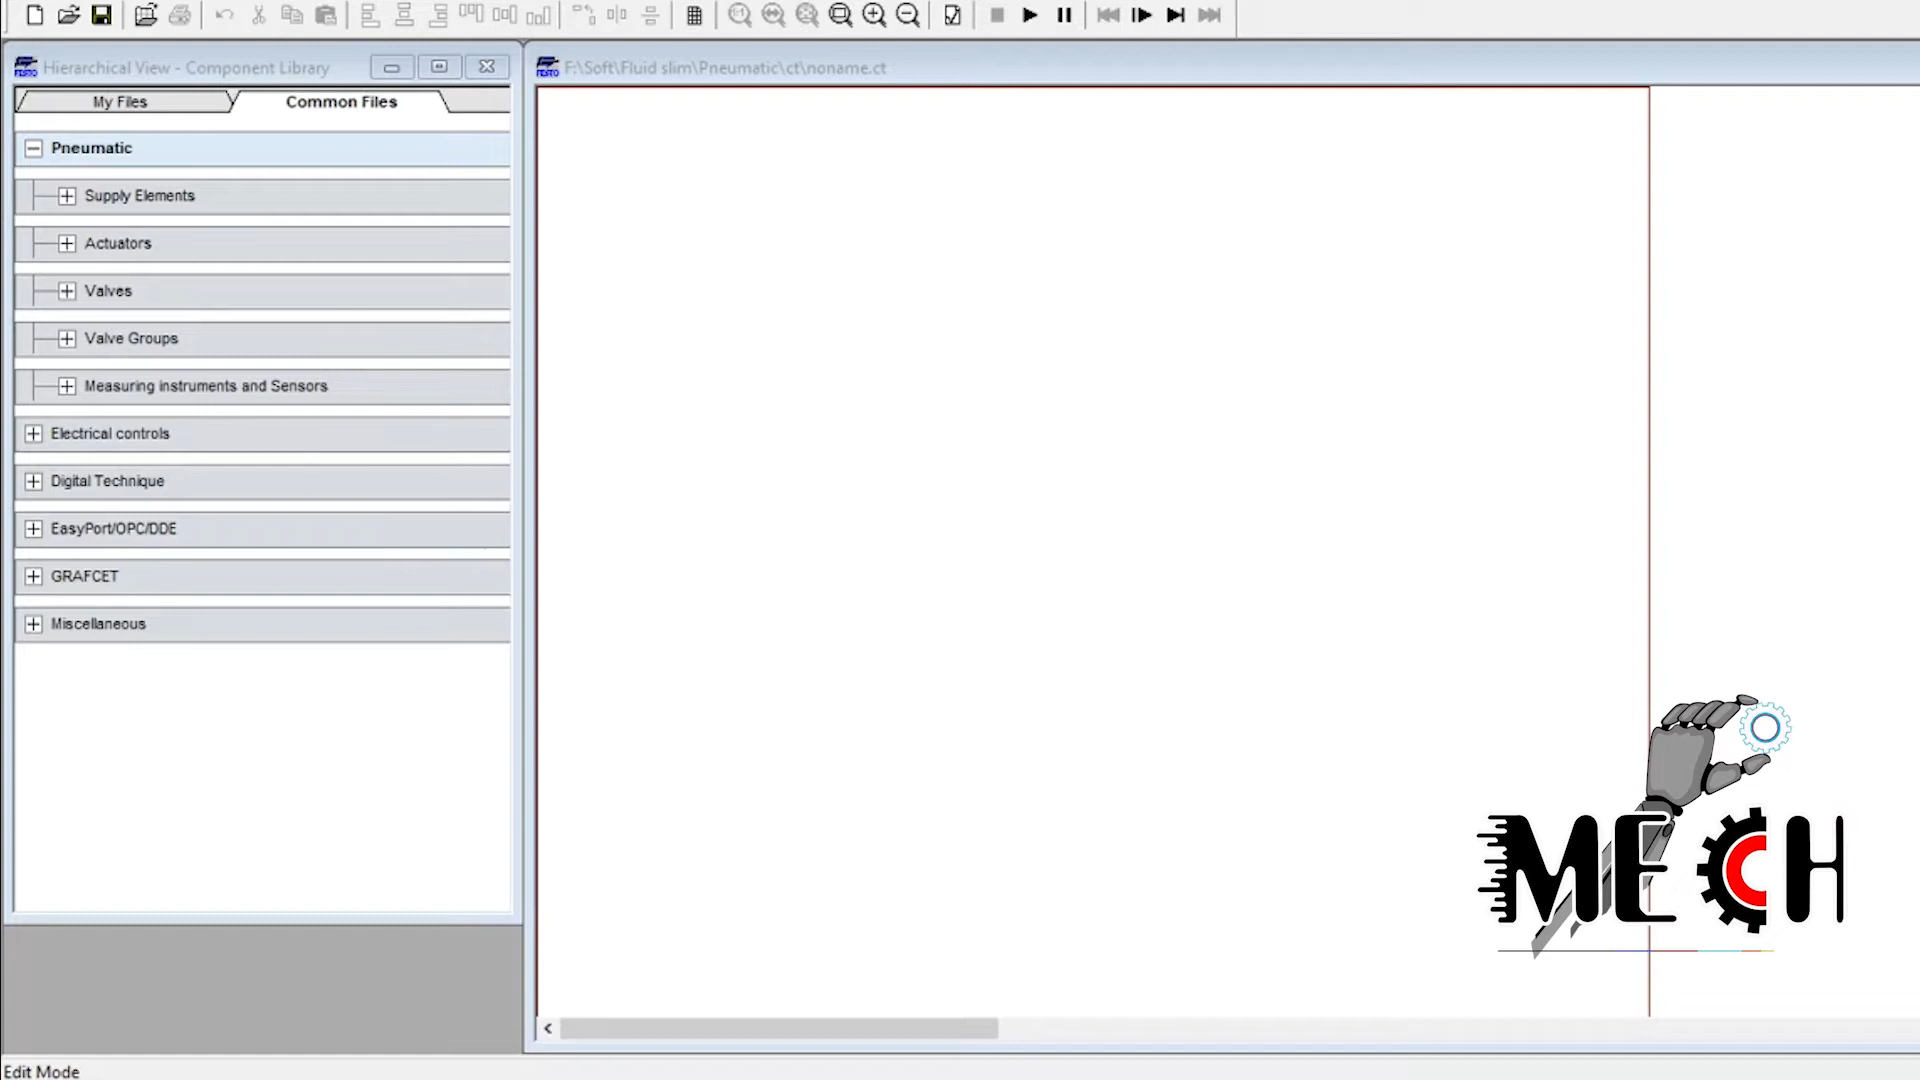 Hierarchical View - Component Library
F:\Soft\Fluid slim\Pneumatic\ct\noname.ct
My Files
Common Files
Pneumatic
Supply Elements
Actuators
Valves
Valve Groups
Measuring instruments and Sensors
Electrical controls
Digital Technique
EasyPort/OPC/DDE
GRAFCET
Miscellaneous
MECH
Edit Mode